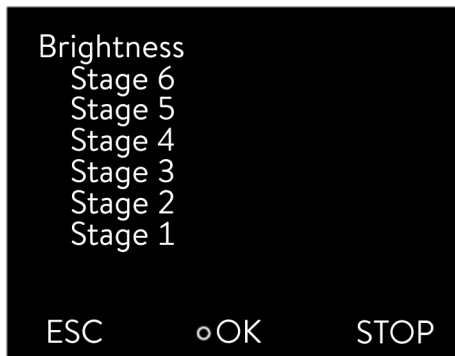 Brightness
Stage 6
Stage 5
Stage 4
Stage 3
Stage 2
Stage 1
ESC OK STOP